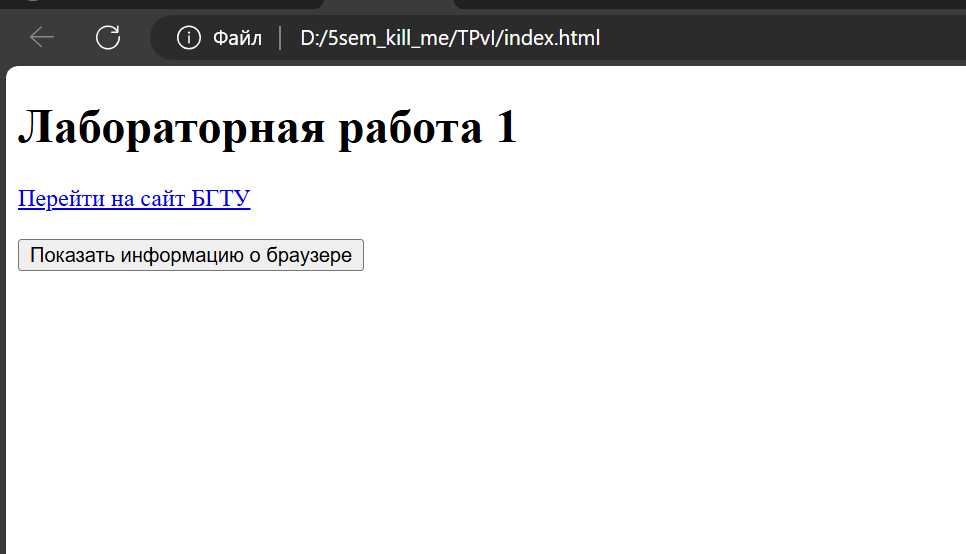 Файл D:/5sem_kill_me/TPvI/index.html
Лабораторная работа 1
Перейти на сайт БГТУ
Показать информацию о браузере